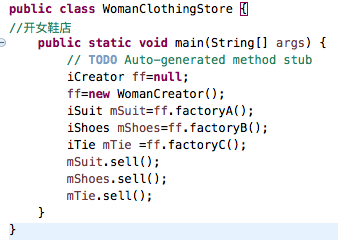 public class WomanClothingStore {
//开女鞋店
public static void main(String[] args) {
// TODO Auto-generated method stub
iCreator ff=null;
ff=new WomanCreator();
iSuit mSuit=ff.factoryA();
iShoes mShoes=ff.factoryB();
iTie mTie =ff.factoryC();
mSuit.sell();
mShoes.sell();
mTie.sell();
}
}